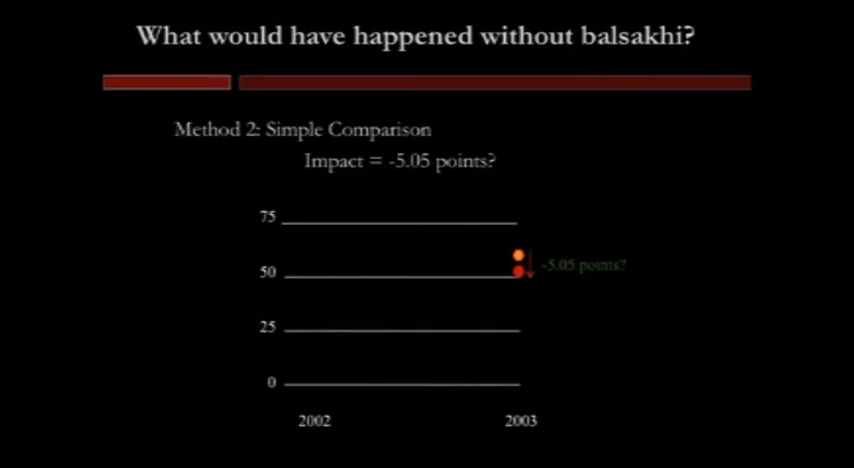 What would have happened without balsakhi?
Method 2: Simple Comparison
Impact = -5.05 points?
75
-5.05 points?
50
25
0
2002
2003